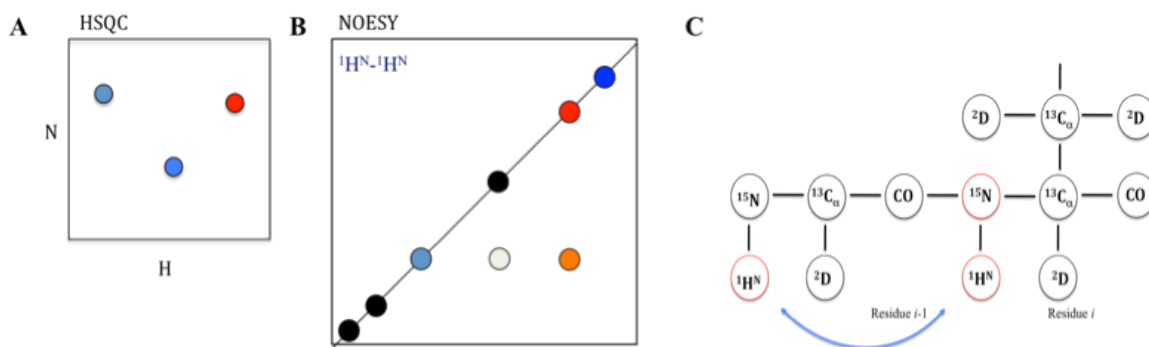 A
HSQC
N
H
B
NOESY
¹Hᴺ-¹Hᴺ
C
²D
¹³Cα
²D
¹⁵N
¹³Cα
CO
¹⁵N
¹³Cα
CO
¹Hᴺ
²D
¹Hᴺ
²D
Residue i-1
Residue i